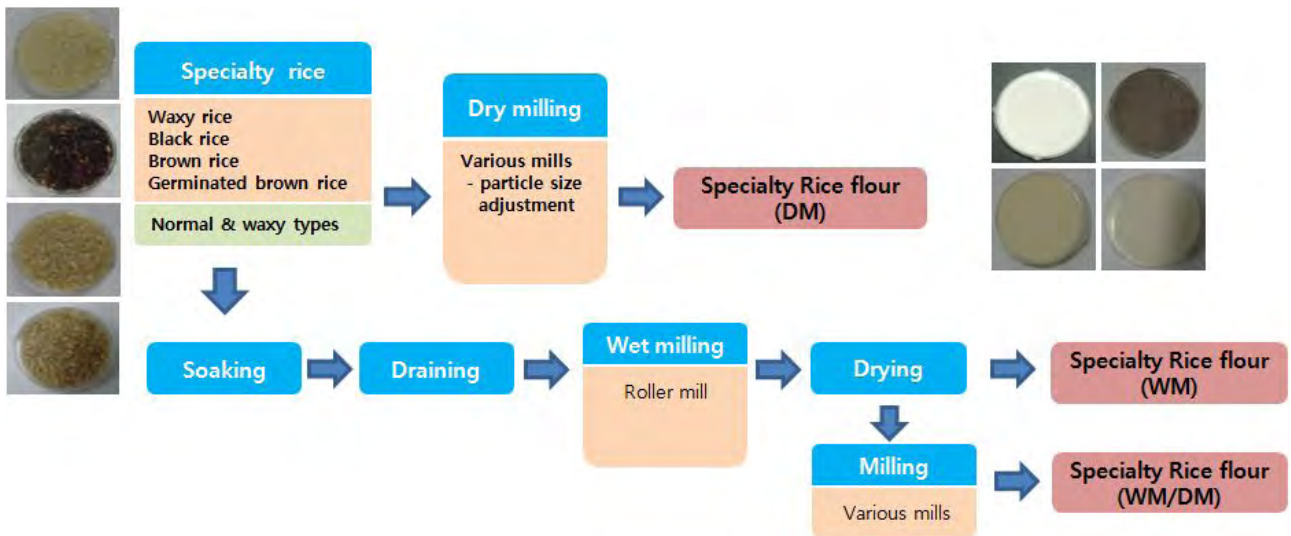 Specialty rice
Waxy rice
Black rice
Brown rice
Germinated brown rice
Normal & waxy types
Dry milling
Various mills
- particle size
adjustment
Specialty Rice flour
(DM)
Soaking
Draining
Wet milling
Roller mill
Drying
Specialty Rice flour
(WM)
Milling
Various mills
Specialty Rice flour
(WM/DM)